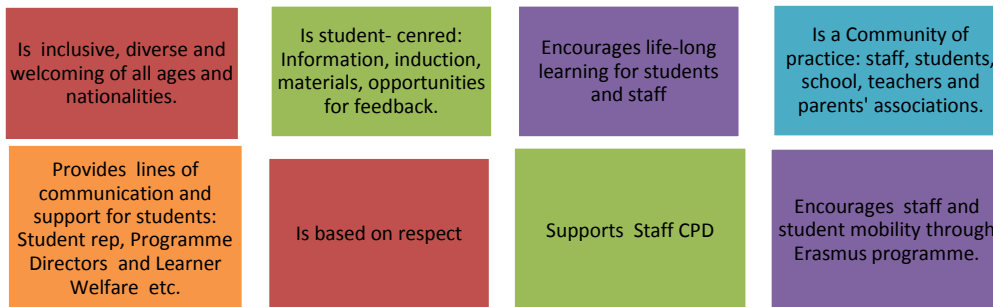 Is inclusive, diverse and
welcoming of all ages and
nationalities.
Is student- cenred:
Information, induction,
materials, opportunities
for feedback.
Encourages life-long
learning for students
and staff
Is a Community of
practice: staff, students,
school, teachers and
parents' associations.
Provides lines of
communication and
support for students:
Student rep, Programme
Directors and Learner
Welfare etc.
Is based on respect
Supports Staff CPD
Encourages staff and
student mobility through
Erasmus programme.